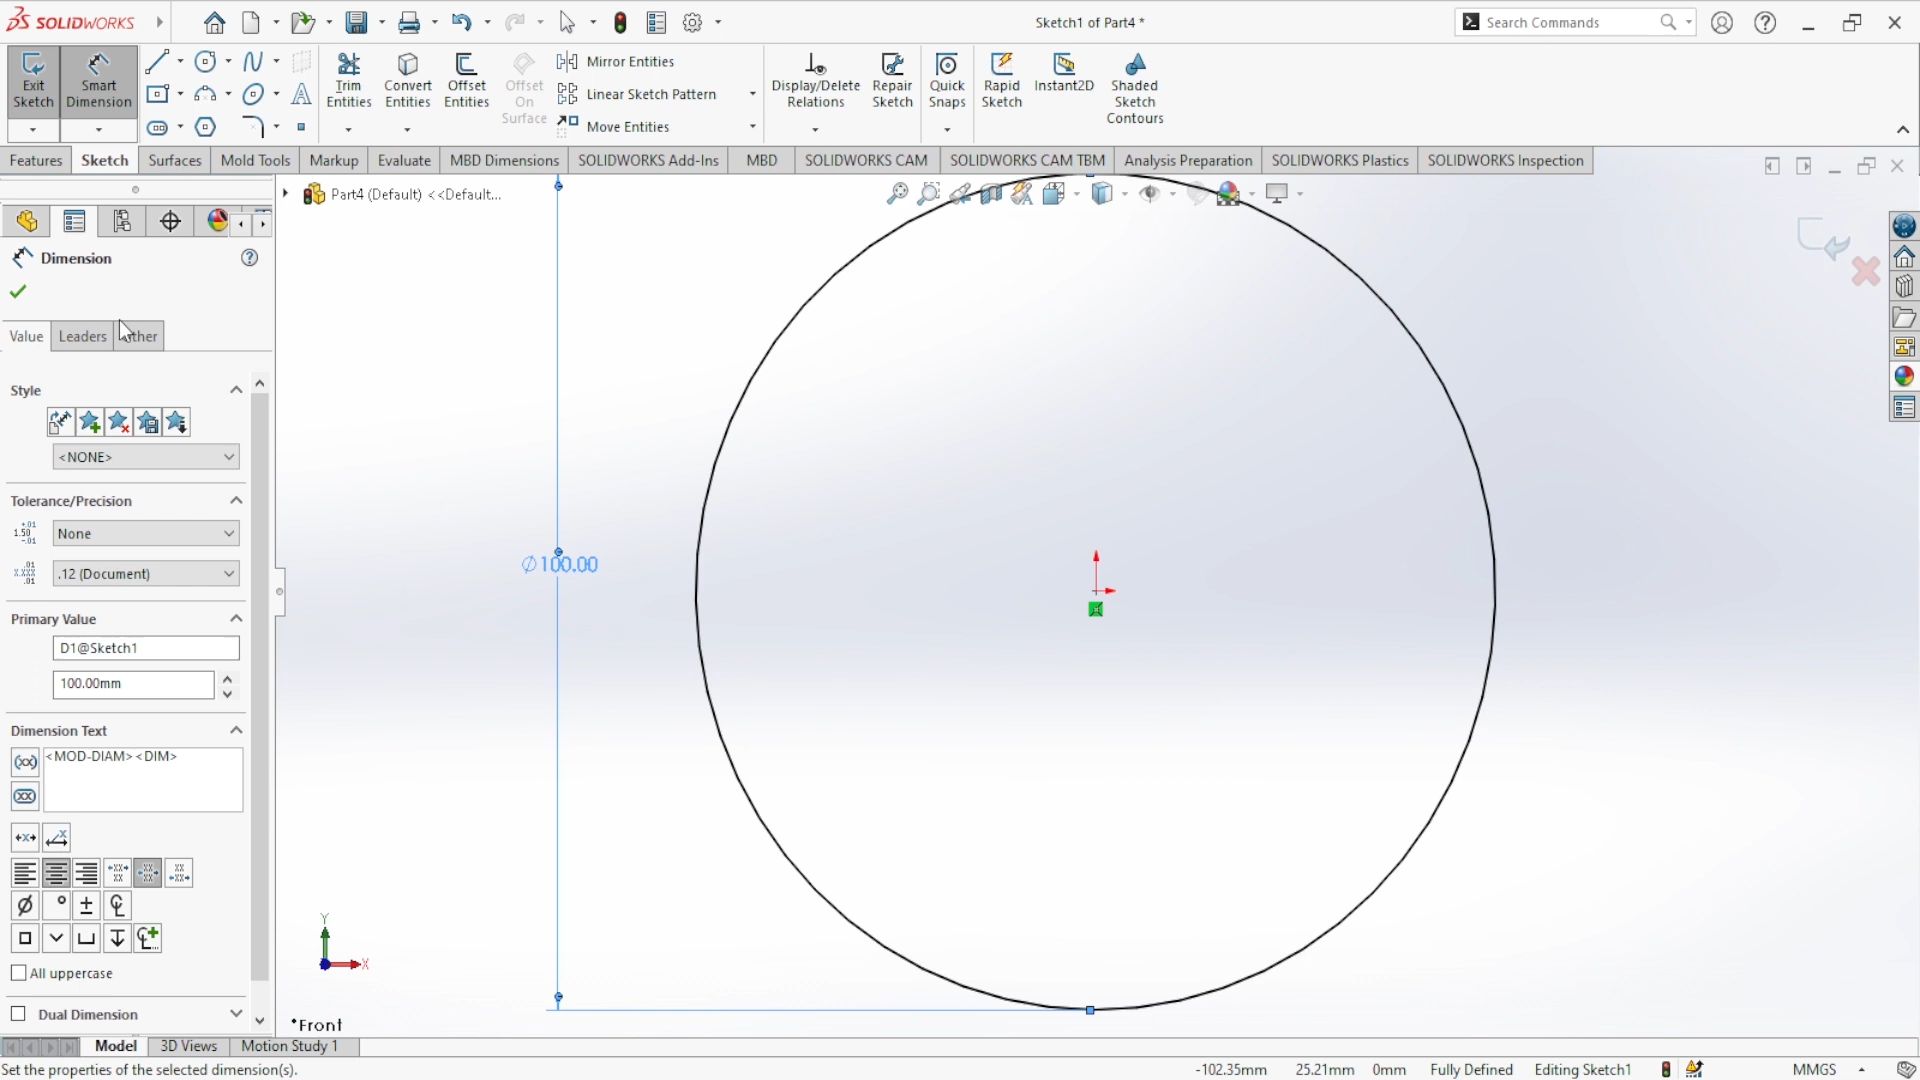 SOLIDWORKS
Sketch1 of Part4 *
Search Commands
Exit Sketch
Smart Dimension
Trim Entities
Convert Entities
Offset Entities
Offset On Surface
Mirror Entities
Linear Sketch Pattern
Move Entities
Display/Delete Relations
Repair Sketch
Quick Snaps
Rapid Sketch
Instant2D
Shaded Sketch Contours
Features
Sketch
Surfaces
Mold Tools
Markup
Evaluate
MBD Dimensions
SOLIDWORKS Add-Ins
MBD
SOLIDWORKS CAM
SOLIDWORKS CAM TBM
Analysis Preparation
SOLIDWORKS Plastics
SOLIDWORKS Inspection
Part4 (Default) <<Default...
Dimension
Value
Leaders
Style
<NONE>
Tolerance/Precision
None
.12 (Document)
Primary Value
D1@Sketch1
100.00mm
Dimension Text
<MOD-DIAM><DIM>
All uppercase
Dual Dimension
∅100.00
Y
X
*Front
Model
3D Views
Motion Study 1
Set the properties of the selected dimension(s).
-102.35mm
25.21mm
0mm
Fully Defined
Editing Sketch1
MMGS